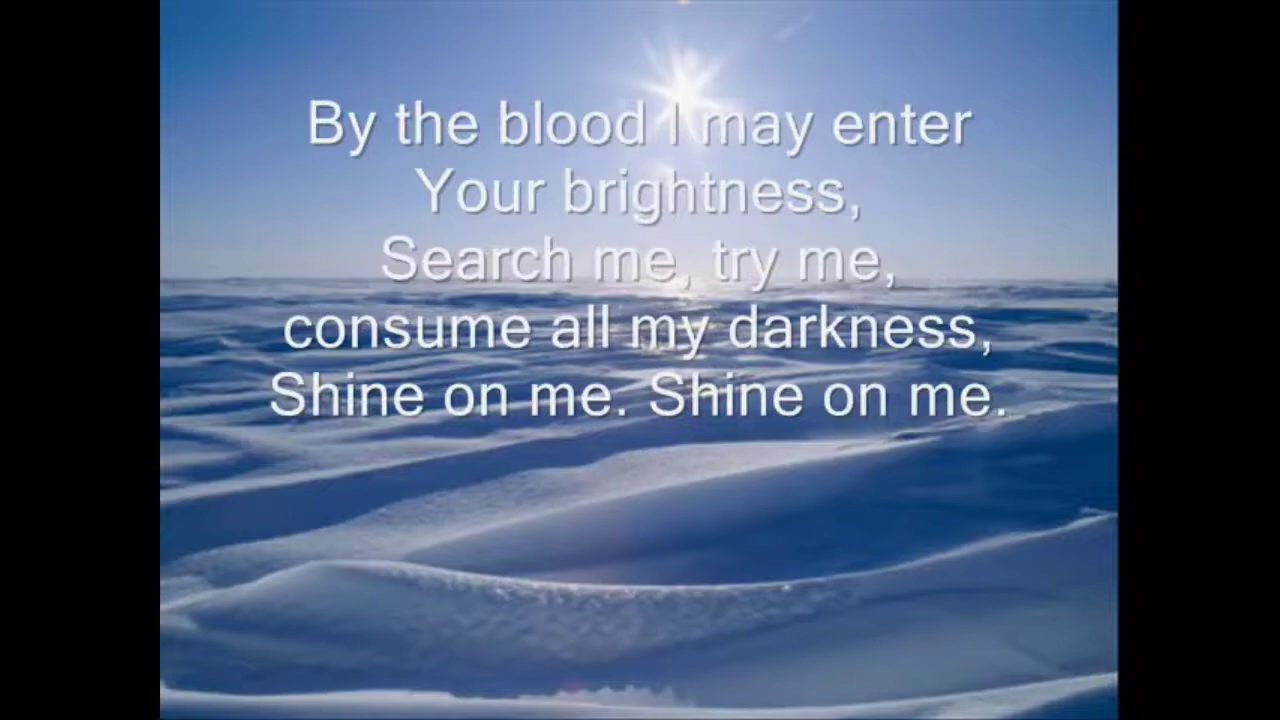 By the blood I may enter
Your brightness,
Search me, try me,
consume all my darkness,
Shine on me. Shine on me.